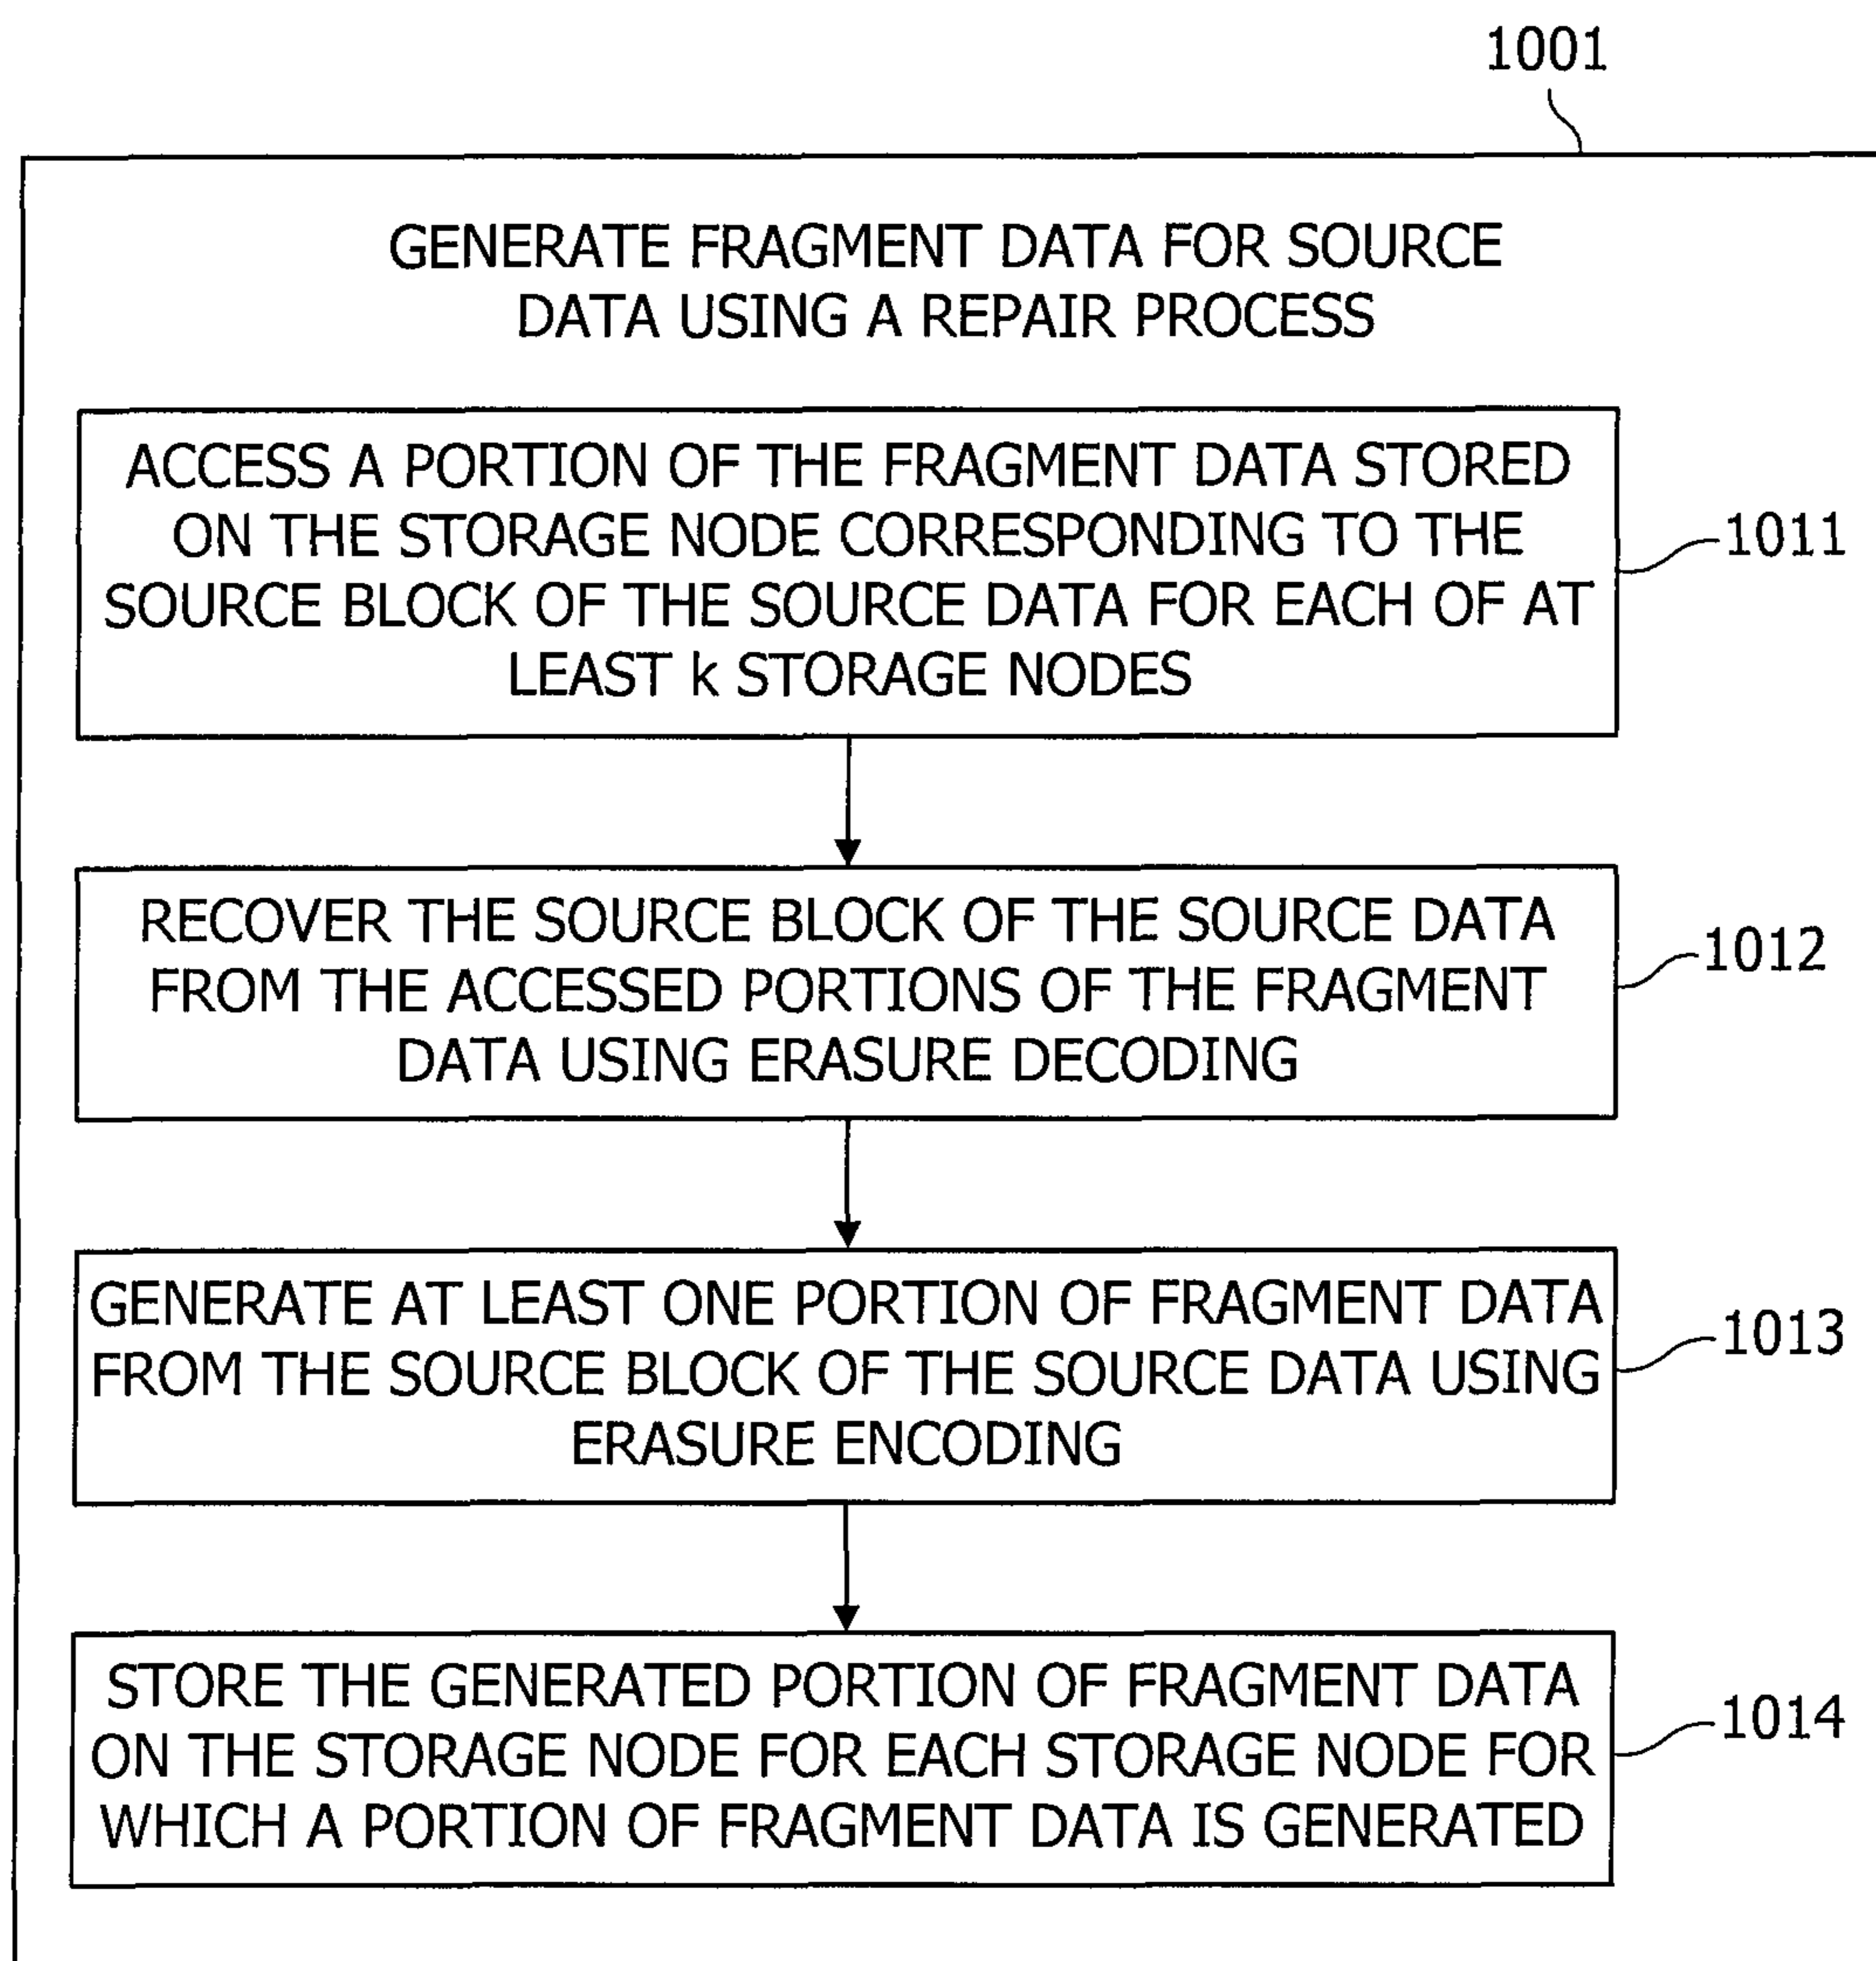 1001
GENERATE FRAGMENT DATA FOR SOURCE
DATA USING A REPAIR PROCESS
ACCESS A PORTION OF THE FRAGMENT DATA STORED
ON THE STORAGE NODE CORRESPONDING TO THE
SOURCE BLOCK OF THE SOURCE DATA FOR EACH OF AT
LEAST k STORAGE NODES
1011
RECOVER THE SOURCE BLOCK OF THE SOURCE DATA
FROM THE ACCESSED PORTIONS OF THE FRAGMENT
DATA USING ERASURE DECODING
1012
GENERATE AT LEAST ONE PORTION OF FRAGMENT DATA
FROM THE SOURCE BLOCK OF THE SOURCE DATA USING
ERASURE ENCODING
1013
STORE THE GENERATED PORTION OF FRAGMENT DATA
ON THE STORAGE NODE FOR EACH STORAGE NODE FOR
WHICH A PORTION OF FRAGMENT DATA IS GENERATED
1014